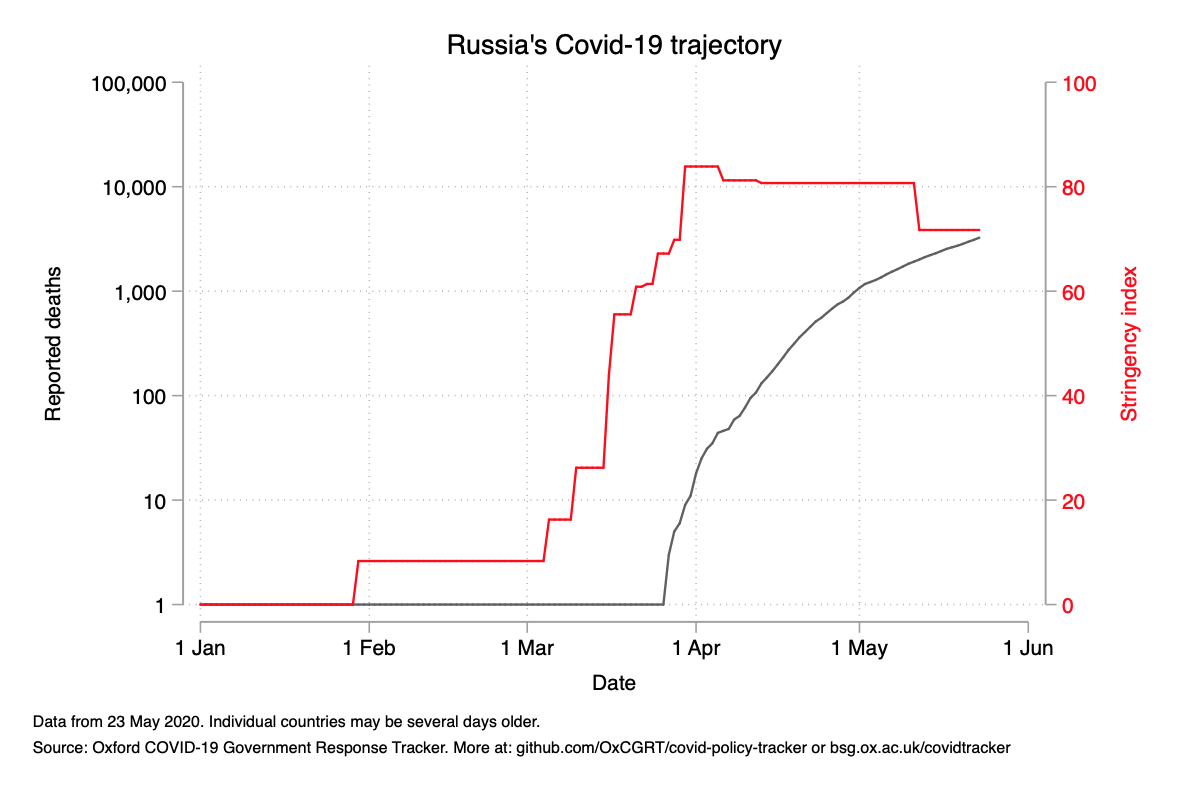 Russia's Covid-19 trajectory
100,000
10,000
1,000
100
10
1
Reported deaths
100
80
60
40
20
0
Stringency index
1 Jan
1 Feb
1 Mar
1 Apr
1 May
1 Jun
Date
Data from 23 May 2020. Individual countries may be several days older.
Source: Oxford COVID-19 Government Response Tracker. More at: github.com/OxCGRT/covid-policy-tracker or bsg.ox.ac.uk/covidtracker